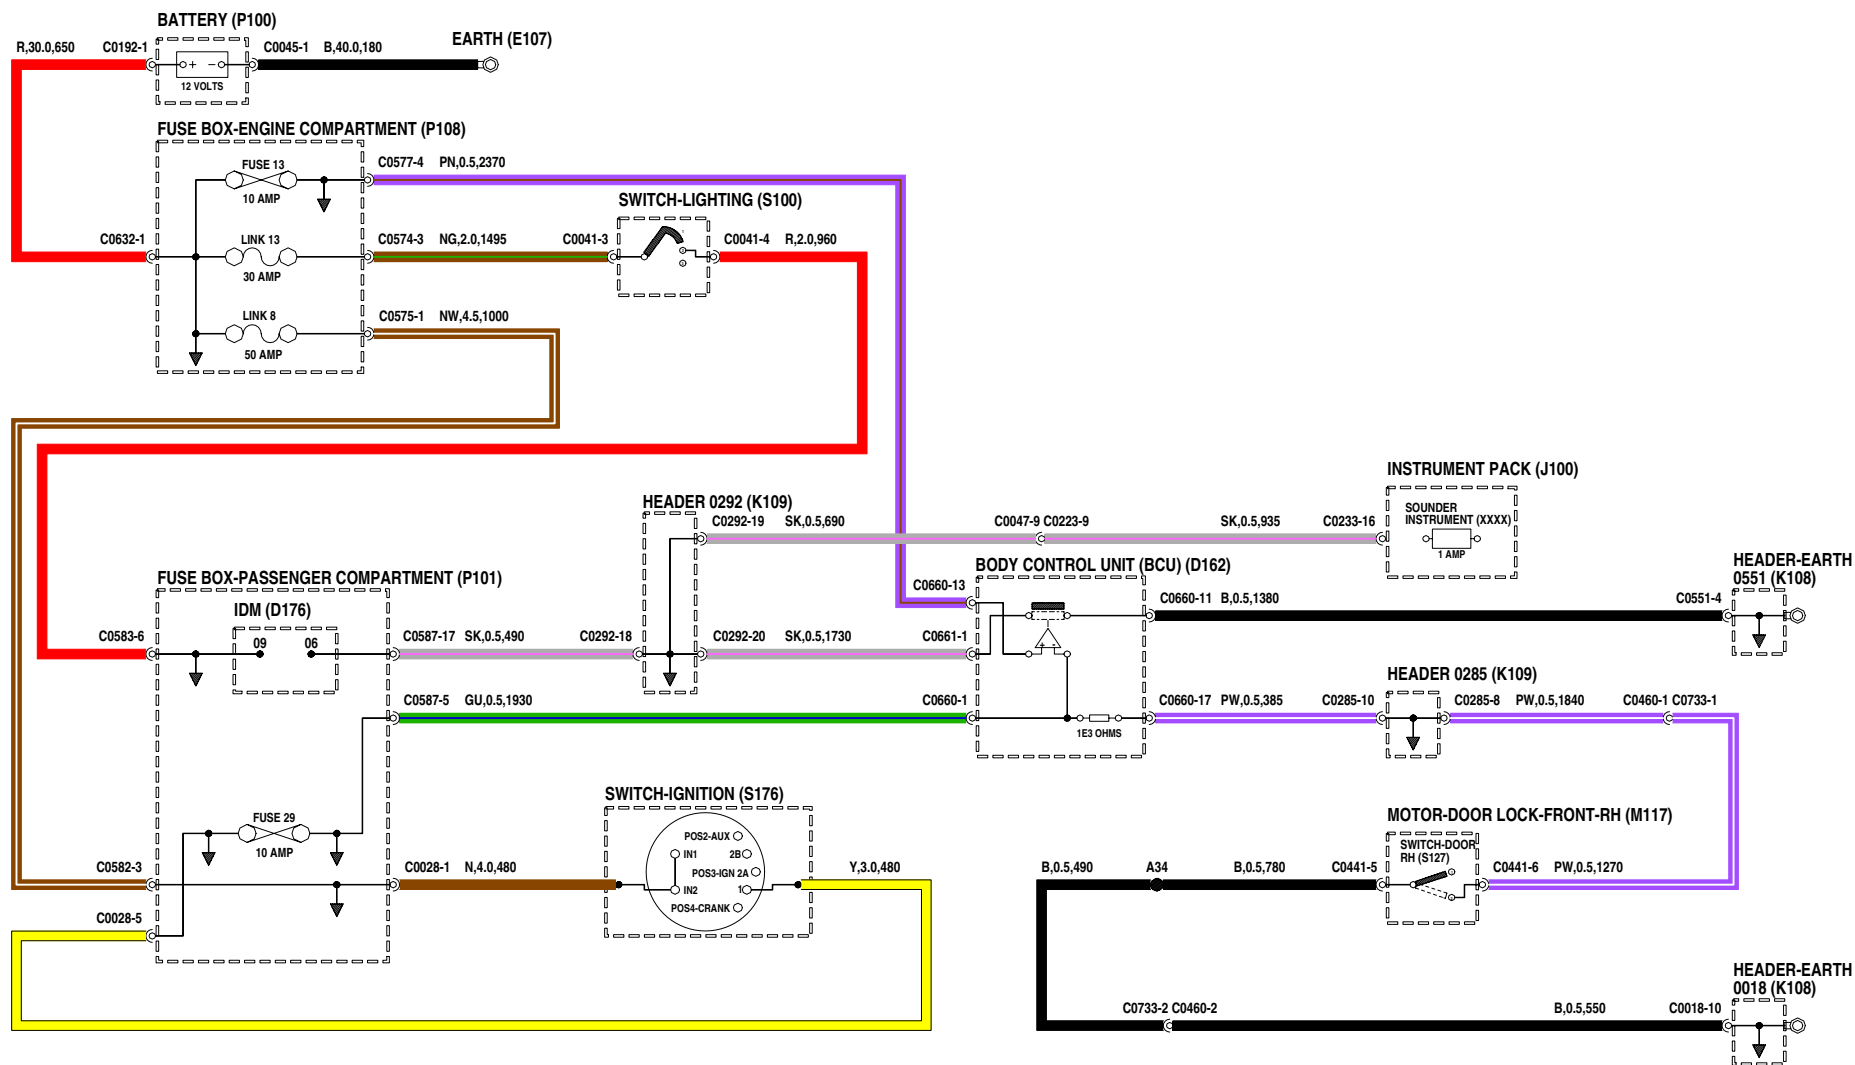 BATTERY (P100)
R,30.0,650 C0192-1 C0045-1 B,40.0,180 EARTH (E107)
+ −
12 VOLTS
FUSE BOX-ENGINE COMPARTMENT (P108)
FUSE 13
10 AMP
C0577-4 PN,0.5,2370
SWITCH-LIGHTING (S100)
C0632-1
LINK 13
30 AMP
C0574-3 NG,2.0,1495 C0041-3 C0041-4 R,2.0,960
LINK 8
50 AMP
C0575-1 NW,4.5,1000
INSTRUMENT PACK (J100)
SOUNDER
INSTRUMENT (XXXX)
1 AMP
HEADER 0292 (K109)
C0292-19 SK,0.5,690 C0047-9 C0223-9 SK,0.5,935 C0233-16
BODY CONTROL UNIT (BCU) (D162)
HEADER-EARTH
0551 (K108)
FUSE BOX-PASSENGER COMPARTMENT (P101)
C0660-13
C0660-11 B,0.5,1380 C0551-4
IDM (D176)
09 06
C0583-6 C0587-17 SK,0.5,490 C0292-18 C0292-20 SK,0.5,1730 C0661-1
+ -
HEADER 0285 (K109)
C0587-5 GU,0.5,1930 C0660-1
1E3 OHMS
C0660-17 PW,0.5,385 C0285-10 C0285-8 PW,0.5,1840 C0460-1 C0733-1
SWITCH-IGNITION (S176)
POS2-AUX
IN1 2B
POS3-IGN 2A
IN2 1
POS4-CRANK
FUSE 29
10 AMP
MOTOR-DOOR LOCK-FRONT-RH (M117)
SWITCH-DOOR
RH (S127)
C0582-3 C0028-1 N,4.0,480 Y,3.0,480
B,0.5,490 A34 B,0.5,780 C0441-5 C0441-6 PW,0.5,1270
C0028-5
HEADER-EARTH
0018 (K108)
C0733-2 C0460-2 B,0.5,550 C0018-10